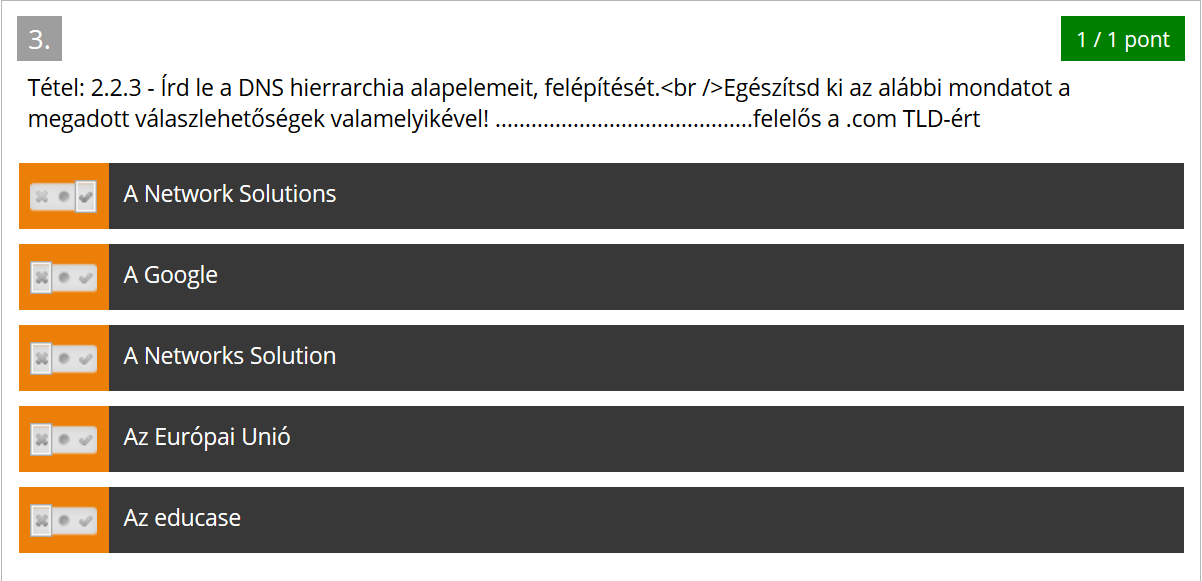 3.
1 / 1 pont
Tétel: 2.2.3 - Írd le a DNS hierrarchia alapelemeit, felépítését.<br />Egészítsd ki az alábbi mondatot a
megadott válaszlehetőségek valamelyikével! ...........................................felelős a .com TLD-ért
A Network Solutions
A Google
A Networks Solution
Az Európai Unió
Az educase